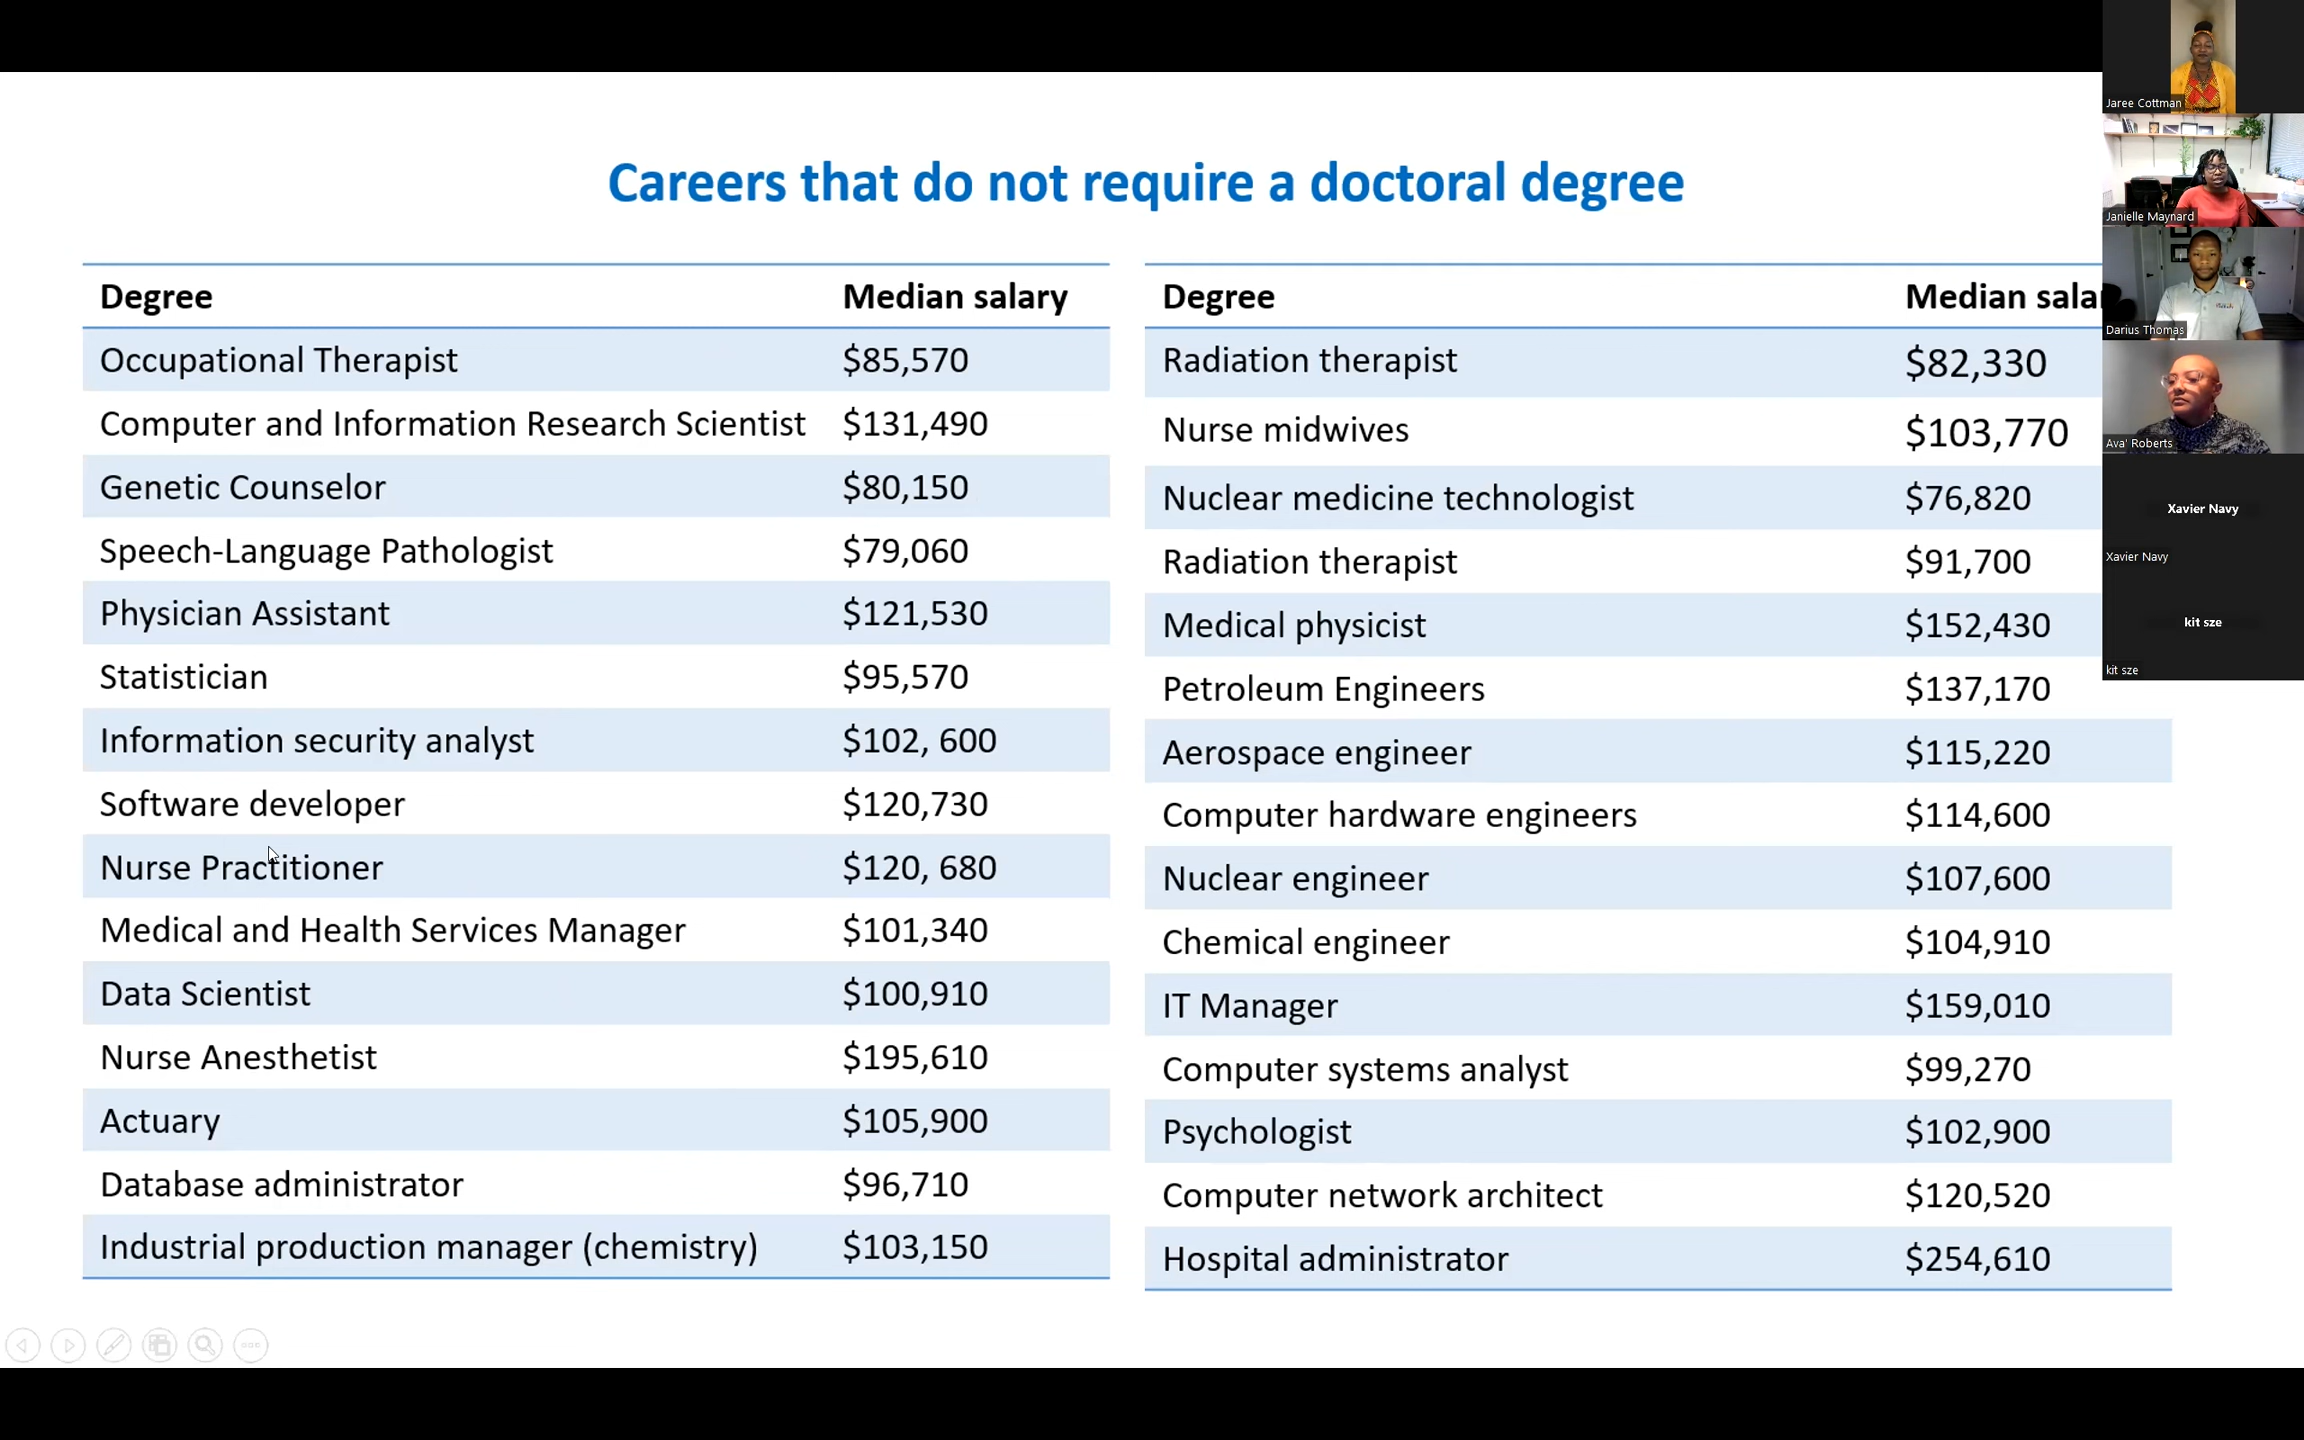 Careers that do not require a doctoral degree
Degree Median salary
Occupational Therapist $85,570
Computer and Information Research Scientist $131,490
Genetic Counselor $80,150
Speech-Language Pathologist $79,060
Physician Assistant $121,530
Statistician $95,570
Information security analyst $102, 600
Software developer $120,730
Nurse Practitioner $120, 680
Medical and Health Services Manager $101,340
Data Scientist $100,910
Nurse Anesthetist $195,610
Actuary $105,900
Database administrator $96,710
Industrial production manager (chemistry) $103,150
Degree Median salar
Radiation therapist $82,330
Nurse midwives $103,770
Nuclear medicine technologist $76,820
Radiation therapist $91,700
Medical physicist $152,430
Petroleum Engineers $137,170
Aerospace engineer $115,220
Computer hardware engineers $114,600
Nuclear engineer $107,600
Chemical engineer $104,910
IT Manager $159,010
Computer systems analyst $99,270
Psychologist $102,900
Computer network architect $120,520
Hospital administrator $254,610
Jaree Cottman
Janielle Maynard
Darius Thomas
Ava' Roberts
Xavier Navy
Xavier Navy
kit sze
kit sze